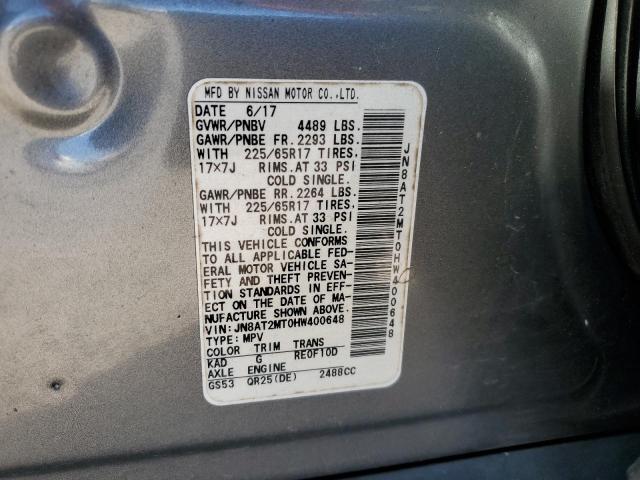 MFD BY NISSAN MOTOR CO.,LTD.
DATE 6/17
GVWR/PNBV 4489 LBS.
GAWR/PNBE FR. 2293 LBS.
WITH 225/65R17 TIRES.
17×7J RIMS.AT 33 PSI
COLD SINGLE.
GAWR/PNBE RR. 2264 LBS.
WITH 225/65R17 TIRES.
17×7J RIMS.AT 33 PSI
COLD SINGLE.
THIS VEHICLE CONFORMS
TO ALL APPLICABLE FED-
ERAL MOTOR VEHICLE SA-
FETY AND THEFT PREVEN-
TION STANDARDS IN EFF-
ECT ON THE DATE OF MA-
NUFACTURE SHOWN ABOVE.
VIN:JN8AT2MT0HW400648
TYPE:MPV
COLOR TRIM TRANS
KAD G RE0F10D
AXLE ENGINE
GS53 QR25(DE) 2488CC
JN8AT2MT0HW400648